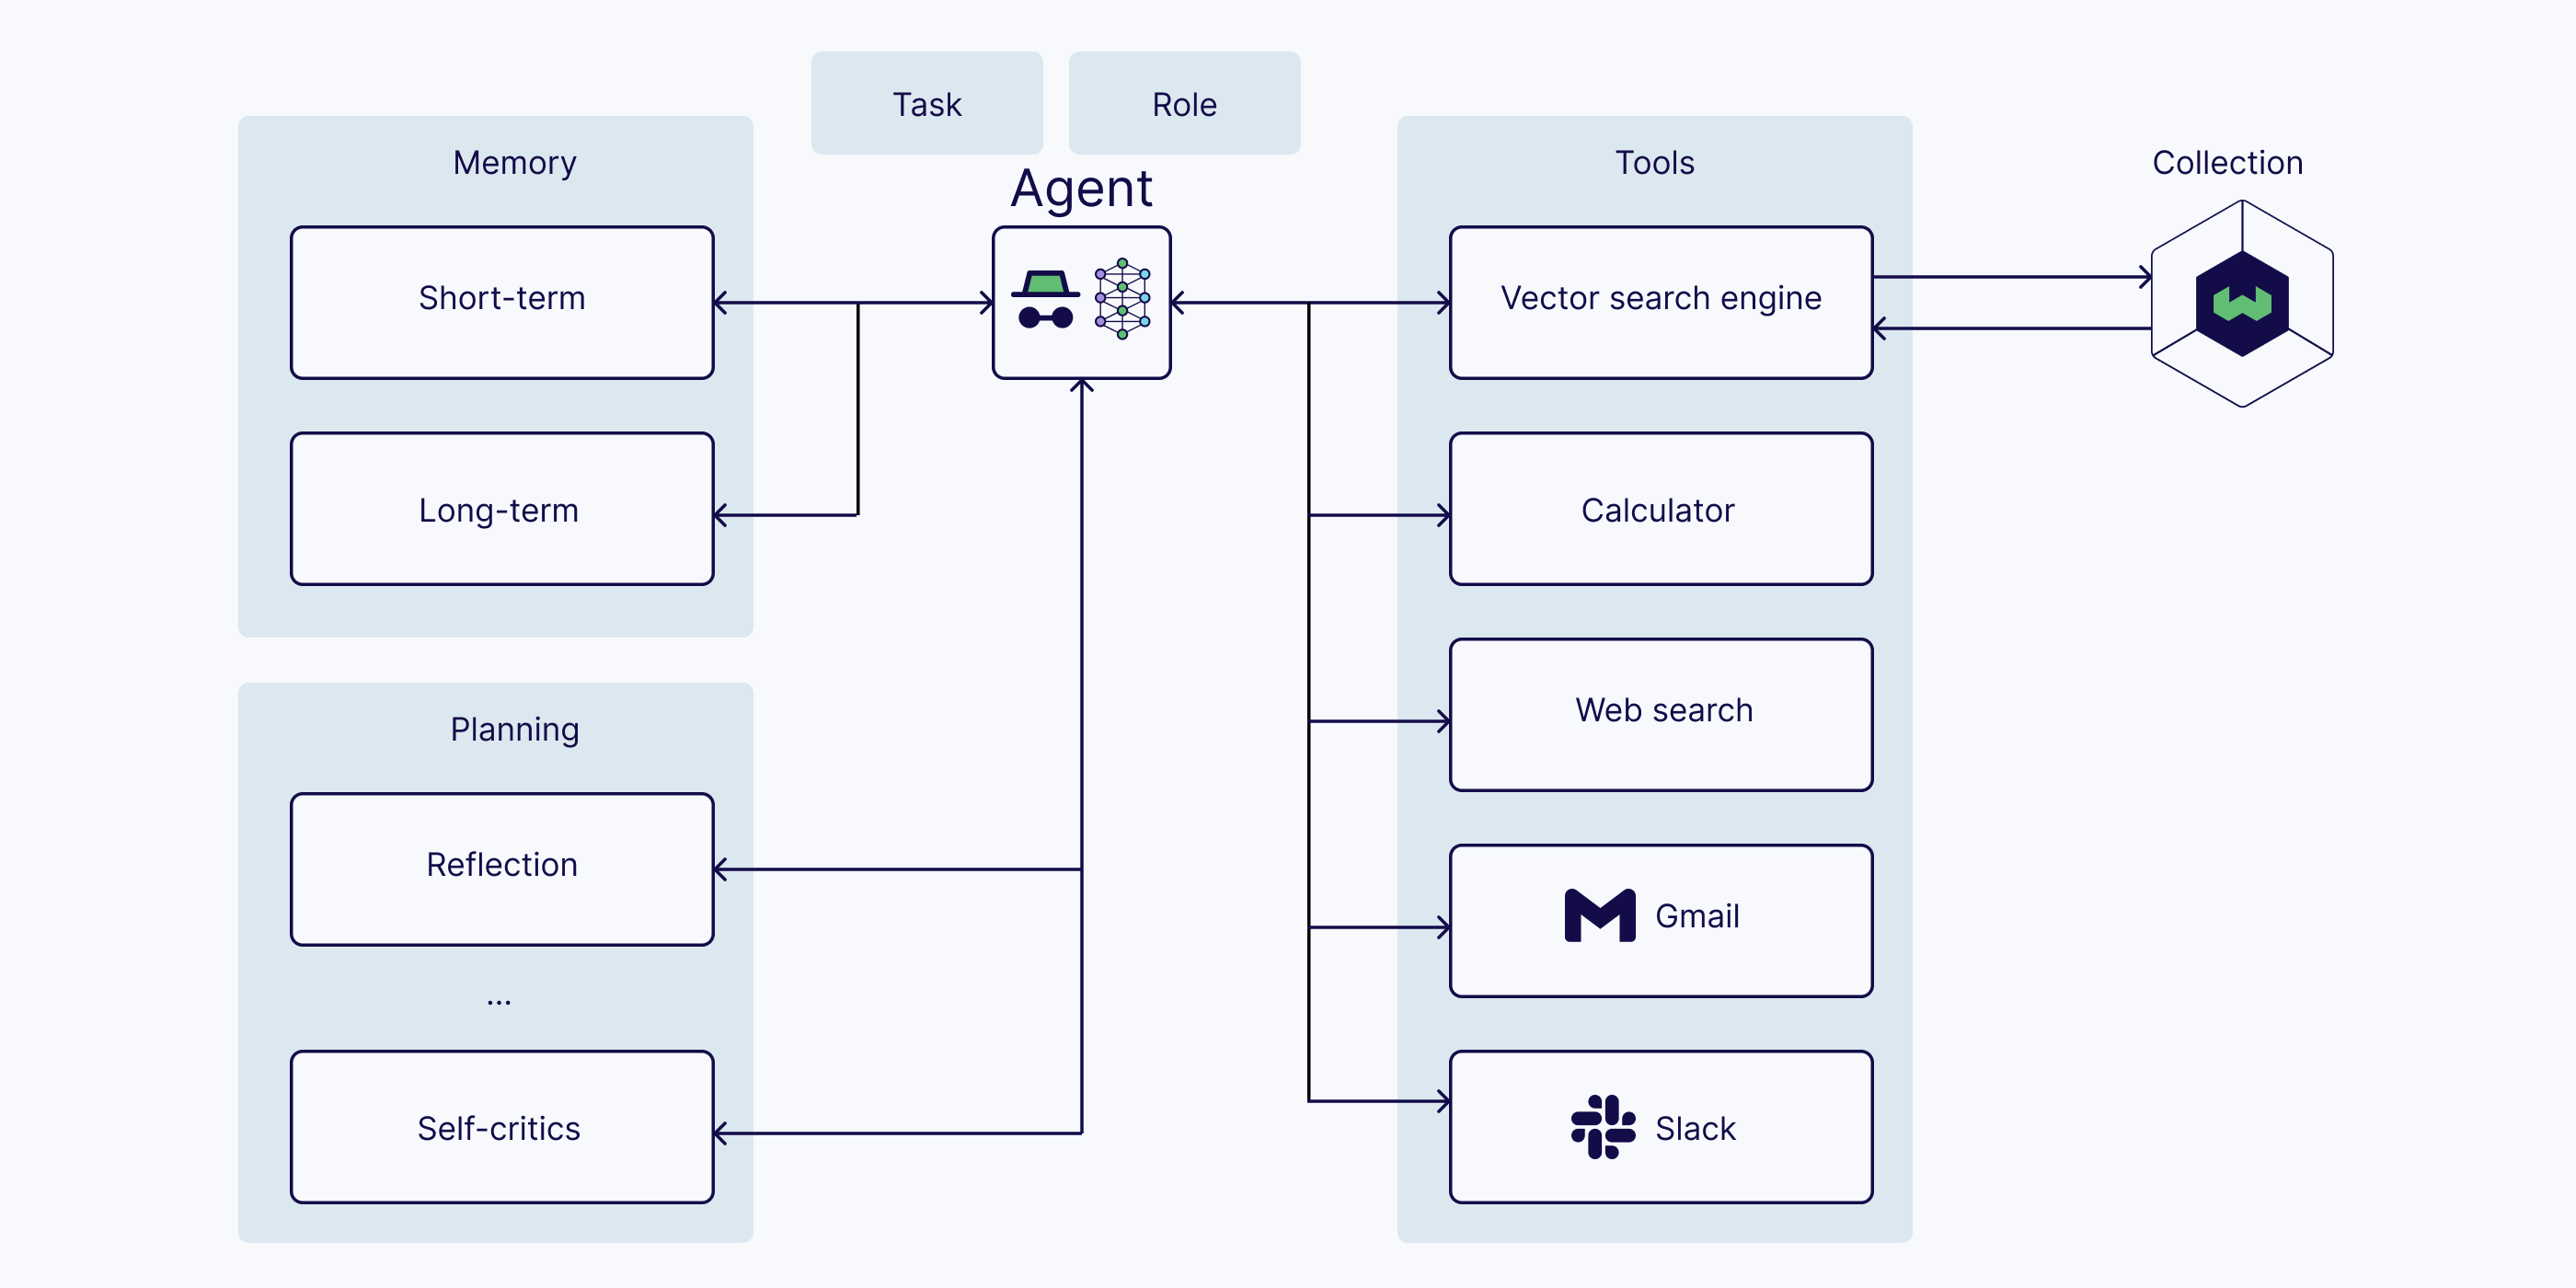 Task
Role
Agent
Memory
Short-term
Long-term
Planning
Reflection
...
Self-critics
Tools
Vector search engine
Calculator
Web search
Gmail
Slack
Collection